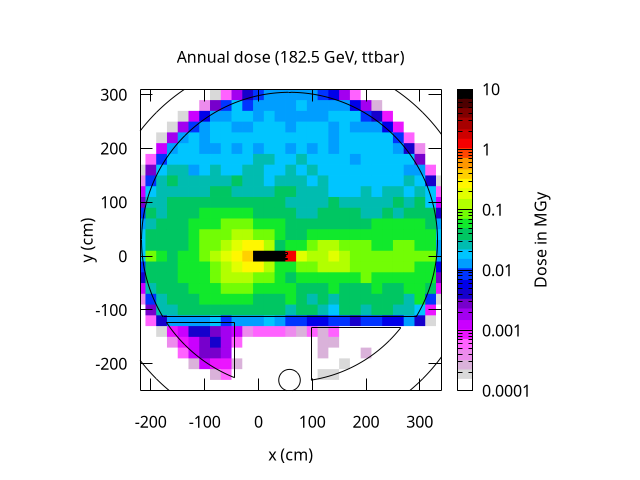 Annual dose (182.5 GeV, ttbar)
300
200
100
0
-100
-200
y (cm)
-200 -100 0 100 200 300
x (cm)
10
1
0.1
0.01
0.001
0.0001
Dose in MGy